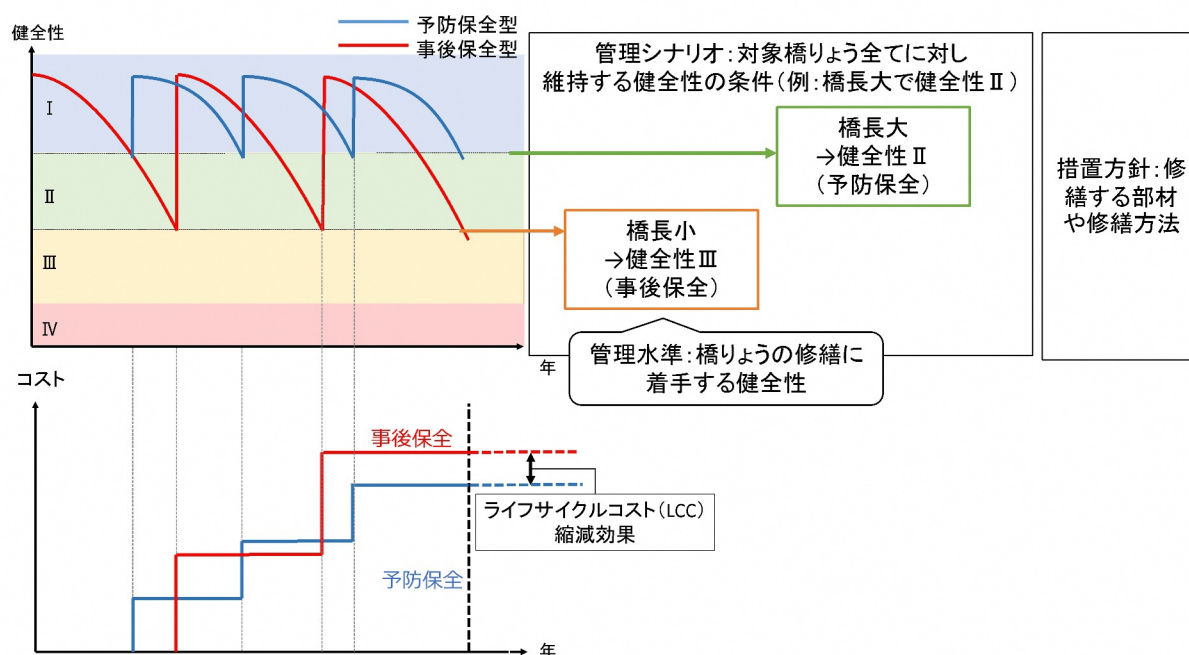 予防保全型
事後保全型
健全性
Ⅰ
Ⅱ
Ⅲ
Ⅳ
年
管理シナリオ：対象橋りょう全てに対し
維持する健全性の条件（例：橋長大で健全性Ⅱ）
橋長大
→健全性Ⅱ
（予防保全）
橋長小
→健全性Ⅲ
（事後保全）
管理水準：橋りょうの修繕に
着手する健全性
措置方針：修
繕する部材
や修繕方法
コスト
事後保全
予防保全
ライフサイクルコスト（LCC）
縮減効果
年